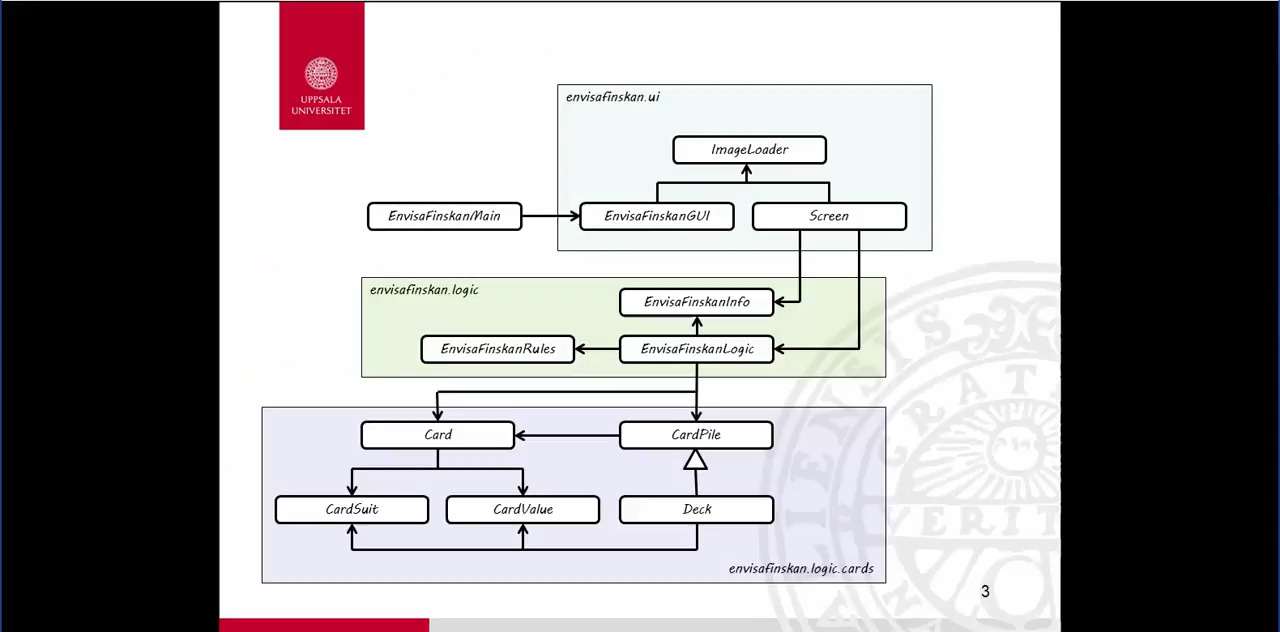 UPPSALA
UNIVERSITET
envisafinskan.ui
ImageLoader
EnvisaFinskanMain
EnvisaFinskanGUI
Screen
envisafinskan.logic
EnvisaFinskanInfo
EnvisaFinskanRules
EnvisaFinskanLogic
Card
CardPile
CardSuit
CardValue
Deck
envisafinskan.logic.cards
3